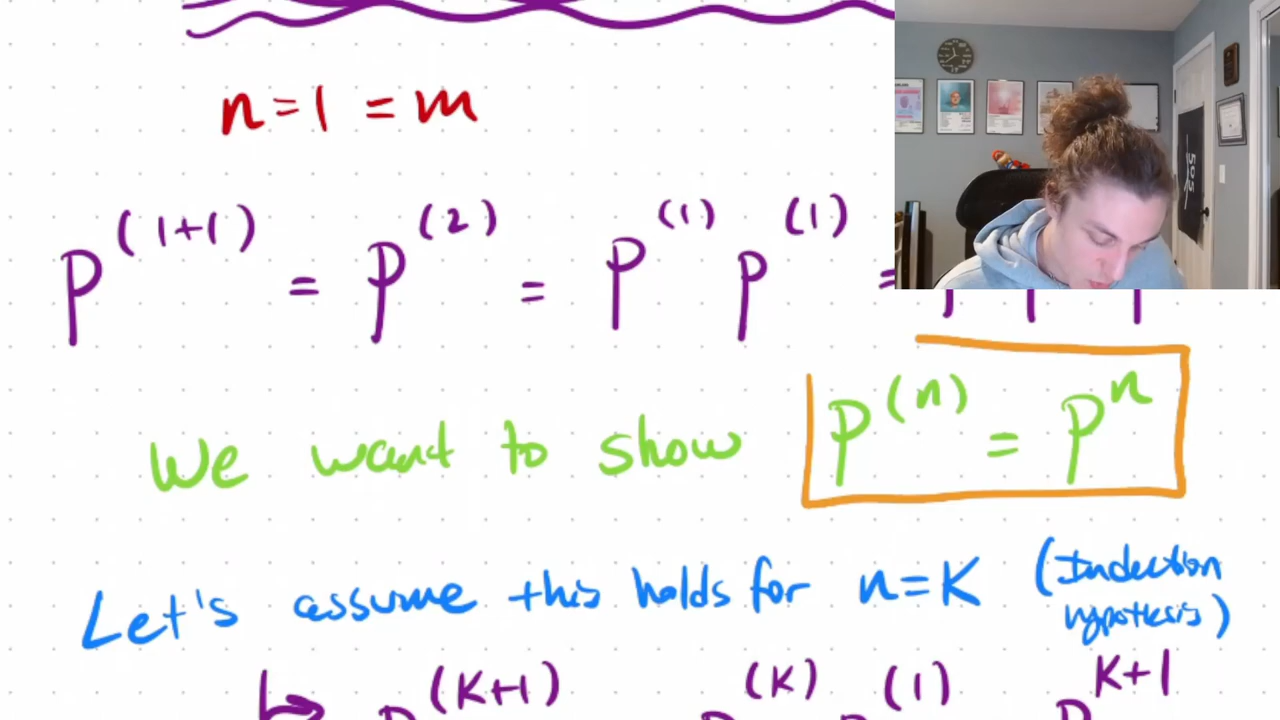 n=1 = m
505
P^(1+1) = P^(2) = P^(1) P^(1) =
We want to show P^(n) = P^n
Let's assume this holds for n=K (Induction hypothesis)
↳ P^(K+1) P^(K) P^(1) P^K+1